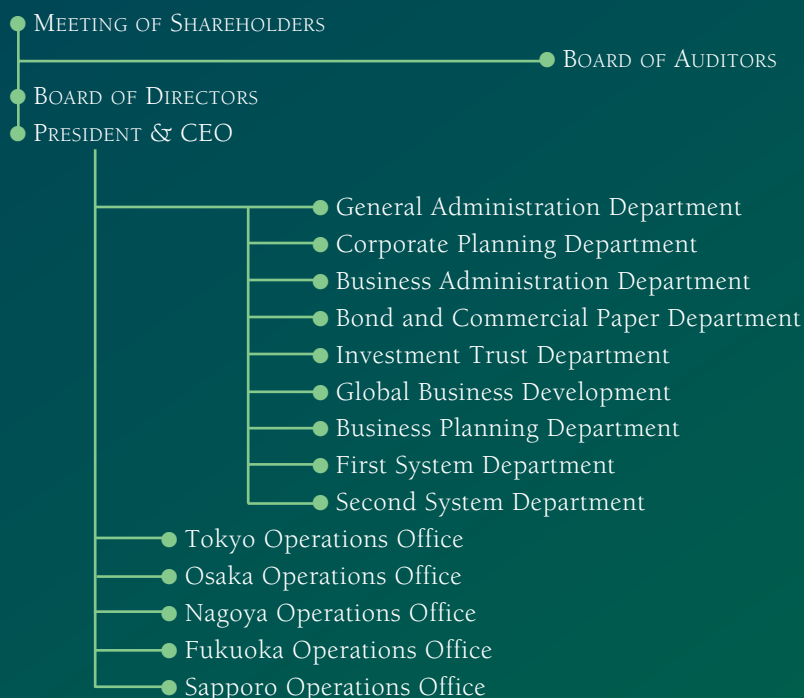 Meeting of Shareholders
Board of Auditors
Board of Directors
President & CEO
General Administration Department
Corporate Planning Department
Business Administration Department
Bond and Commercial Paper Department
Investment Trust Department
Global Business Development
Business Planning Department
First System Department
Second System Department
Tokyo Operations Office
Osaka Operations Office
Nagoya Operations Office
Fukuoka Operations Office
Sapporo Operations Office